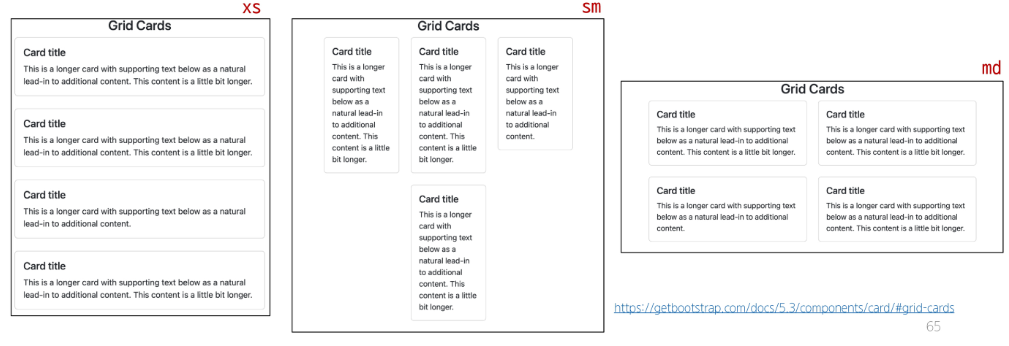 xs
Grid Cards
Card title
This is a longer card with supporting text below as a natural
lead-in to additional content. This content is a little bit longer.
Card title
This is a longer card with supporting text below as a natural
lead-in to additional content. This content is a little bit longer.
Card title
This is a longer card with supporting text below as a natural
lead-in to additional content.
Card title
This is a longer card with supporting text below as a natural
lead-in to additional content. This content is a little bit longer.
sm
Grid Cards
Card title
This is a longer
card with
supporting text
below as a
natural lead-in
to additional
content. This
content is a little
bit longer.
Card title
This is a longer
card with
supporting text
below as a
natural lead-in
to additional
content. This
content is a little
bit longer.
Card title
This is a longer
card with
supporting text
below as a
natural lead-in
to additional
content.
Card title
This is a longer
card with
supporting text
below as a
natural lead-in
to additional
content. This
content is a little
bit longer.
md
Grid Cards
Card title
This is a longer card with supporting text
below as a natural lead-in to additional
content. This content is a little bit longer.
Card title
This is a longer card with supporting text
below as a natural lead-in to additional
content. This content is a little bit longer.
Card title
This is a longer card with supporting text
below as a natural lead-in to additional
content.
Card title
This is a longer card with supporting text
below as a natural lead-in to additional
content. This content is a little bit longer.
https://getbootstrap.com/docs/5.3/components/card/#grid-cards
65